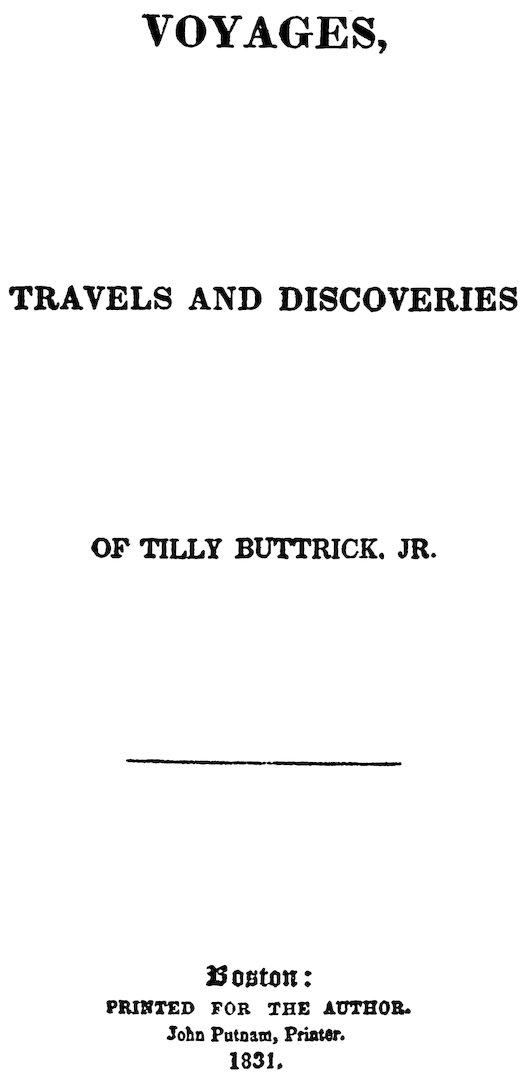 VOYAGES,
TRAVELS AND DISCOVERIES
OF TILLY BUTTRICK. JR.
Boston:
PRINTED FOR THE AUTHOR.
John Putnam, Printer.
1831.